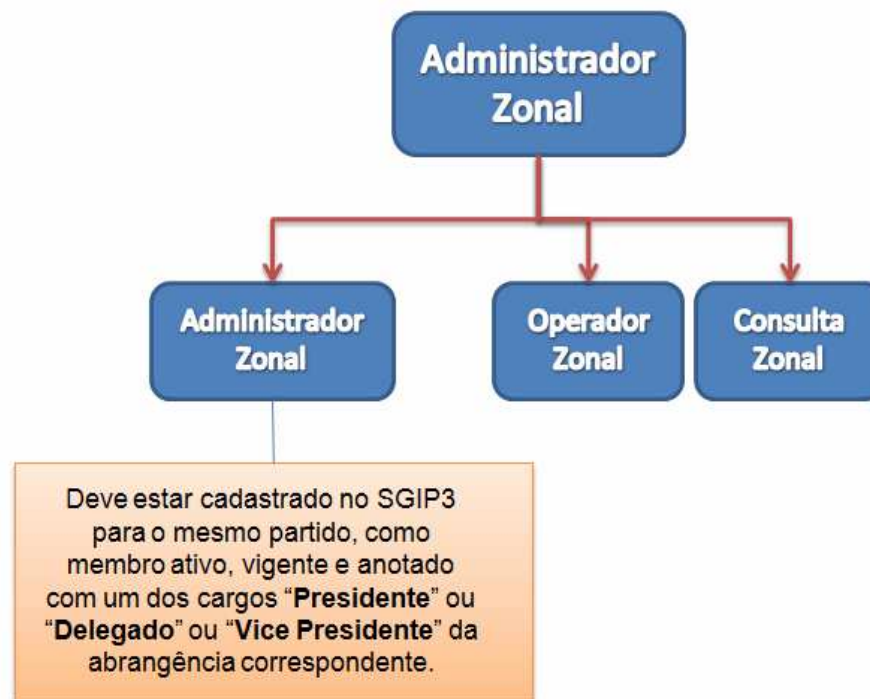 Administrador
Zonal
Administrador
Zonal
Operador
Zonal
Consulta
Zonal
Deve estar cadastrado no SGIP3
para o mesmo partido, como
membro ativo, vigente e anotado
com um dos cargos “Presidente” ou
“Delegado” ou “Vice Presidente” da
abrangência correspondente.